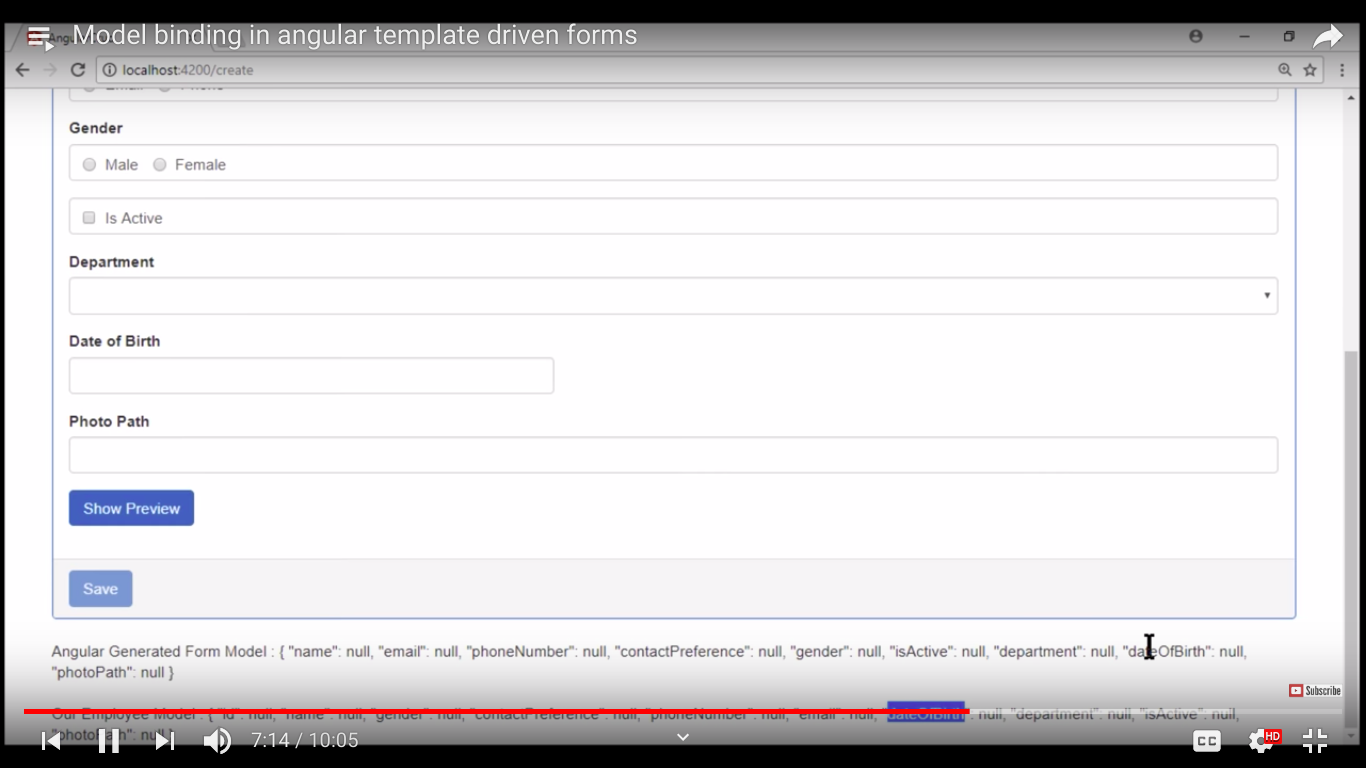 Model binding in angular template driven forms
localhost:4200/create
Email Phone
Gender
Male Female
Is Active
Department
Date of Birth
Photo Path
Show Preview
Save
Angular Generated Form Model : { "name": null, "email": null, "phoneNumber": null, "contactPreference": null, "gender": null, "isActive": null, "department": null, "dateOfBirth": null,
"photoPath": null }
Subscribe
Our Employee Model : { "id": null, "name": null, "gender": null, "contactPreference": null, "phoneNumber": null, "email": null, "dateOfBirth": null, "department": null, "isActive": null,
"photoPath": null }
7:14 / 10:05
CC
HD